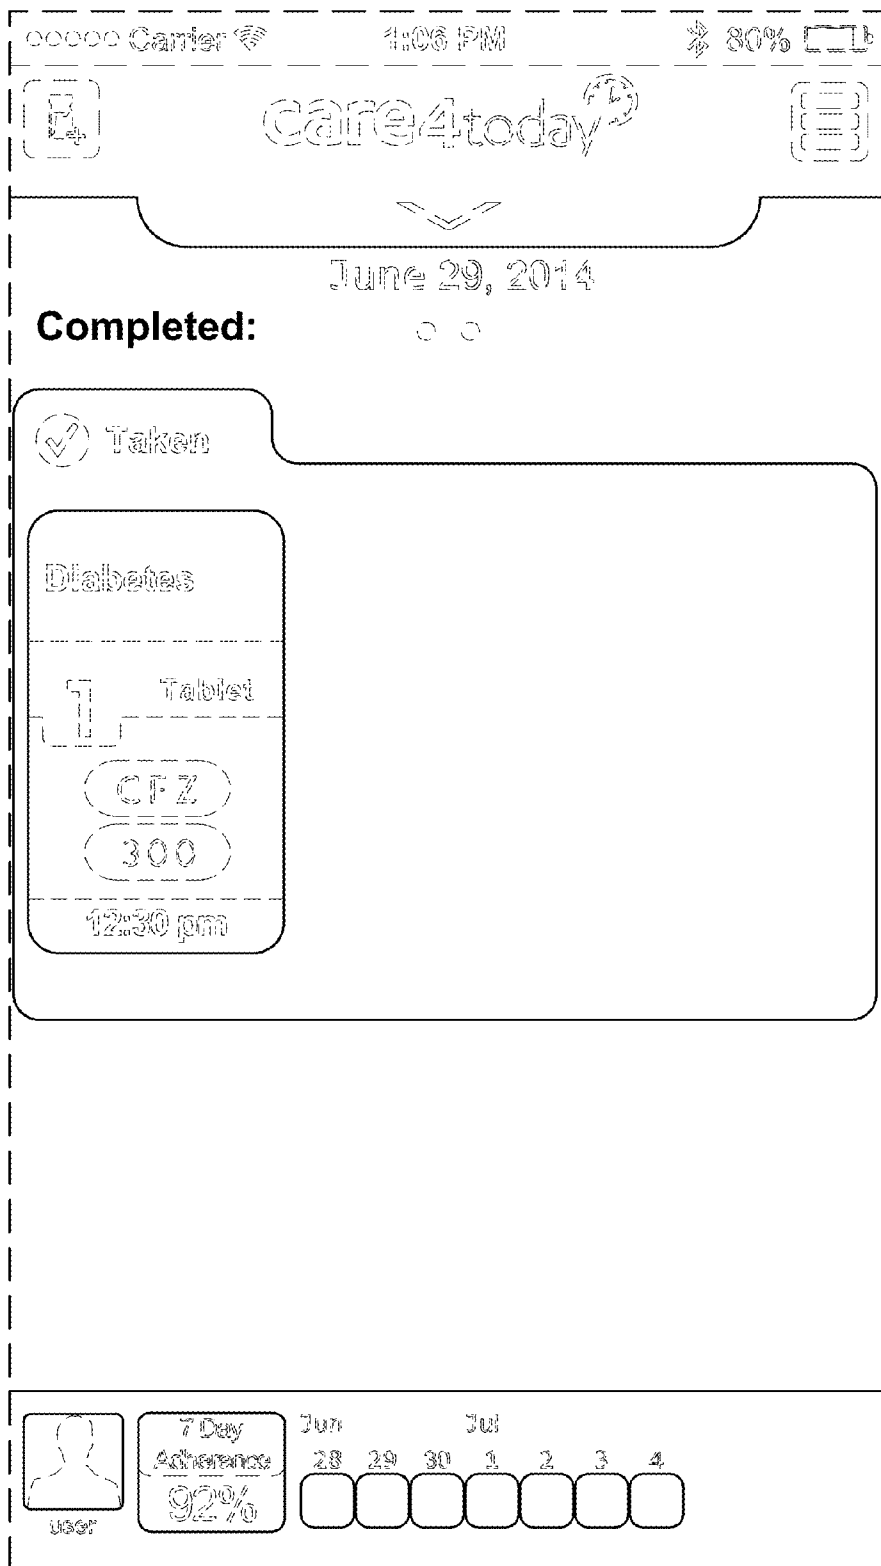 Carrier 1:06 PM 80%
care4today
June 29, 2014
Completed:
Taken
Diabetes
1 Tablet
CFZ
300
12:30 pm
7 Day Jun Jul
Adherence 28 29 30 1 2 3 4
92%
user